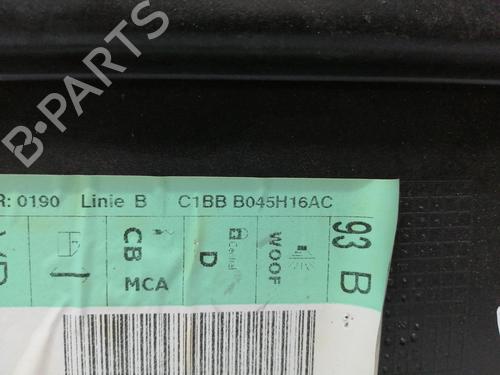 B-PARTS
R: 0190 Linie B C1BB B045H16AC
CB
MCA
D
WOOF
93 B